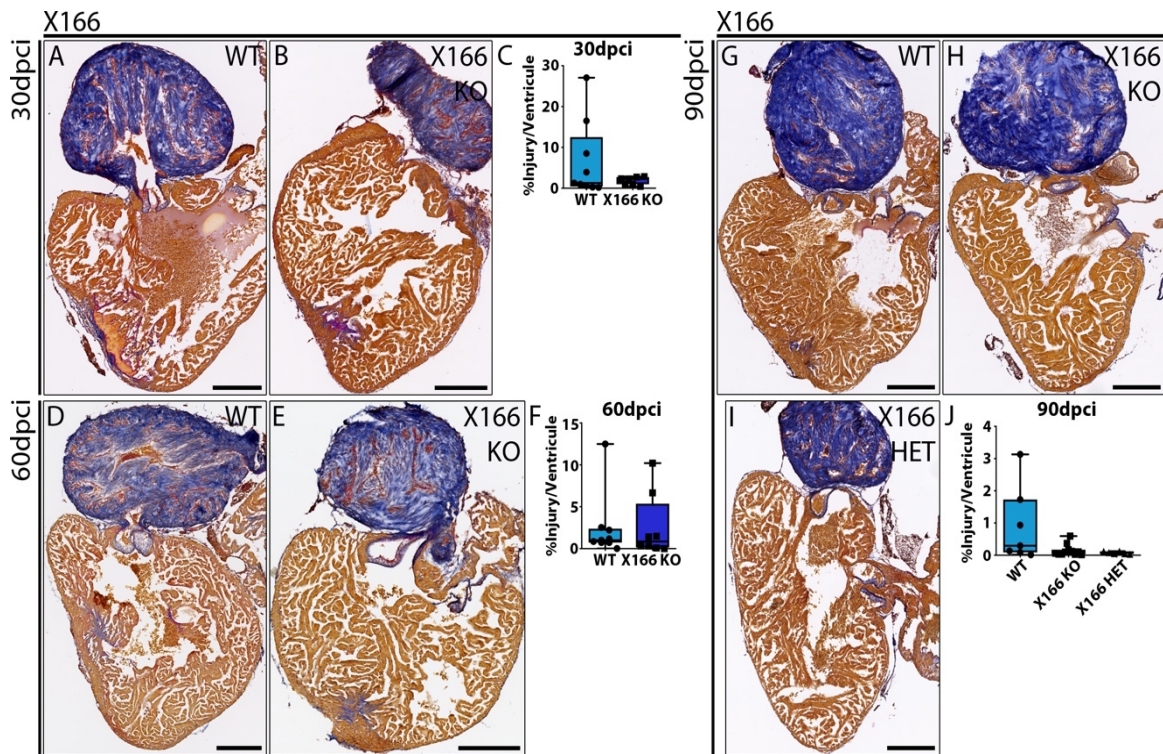 X166
X166
30dpci
A
WT
B
X166
KO
C
30dpci
%Injury/Ventricule
30
20
10
0
WT
X166 KO
90dpci
G
WT
H
X166
KO
60dpci
D
WT
E
X166
KO
F
60dpci
%Injury/Ventricule
15
10
5
0
WT
X166 KO
I
X166
HET
J
90dpci
%Injury/Ventricule
4
3
2
1
0
WT
X166 KO
X166 HET